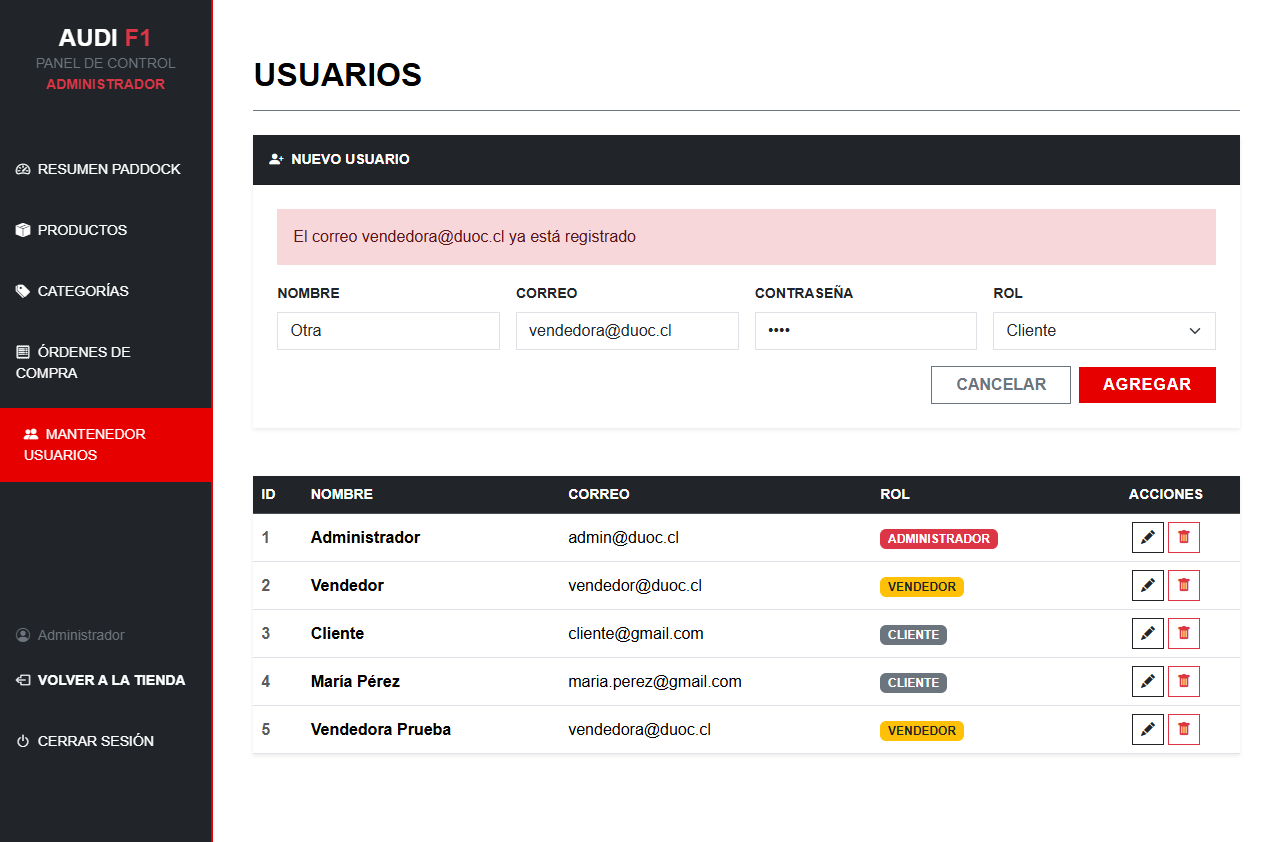 AUDI F1
PANEL DE CONTROL
ADMINISTRADOR
RESUMEN PADDOCK
PRODUCTOS
CATEGORÍAS
ÓRDENES DE
COMPRA
MANTENEDOR
USUARIOS
Administrador
VOLVER A LA TIENDA
CERRAR SESIÓN
USUARIOS
NUEVO USUARIO
El correo vendedora@duoc.cl ya está registrado
NOMBRE CORREO CONTRASEÑA ROL
Otra vendedora@duoc.cl •••• Cliente
CANCELAR AGREGAR
ID NOMBRE CORREO ROL ACCIONES
1 Administrador admin@duoc.cl ADMINISTRADOR
2 Vendedor vendedor@duoc.cl VENDEDOR
3 Cliente cliente@gmail.com CLIENTE
4 María Pérez maria.perez@gmail.com CLIENTE
5 Vendedora Prueba vendedora@duoc.cl VENDEDOR